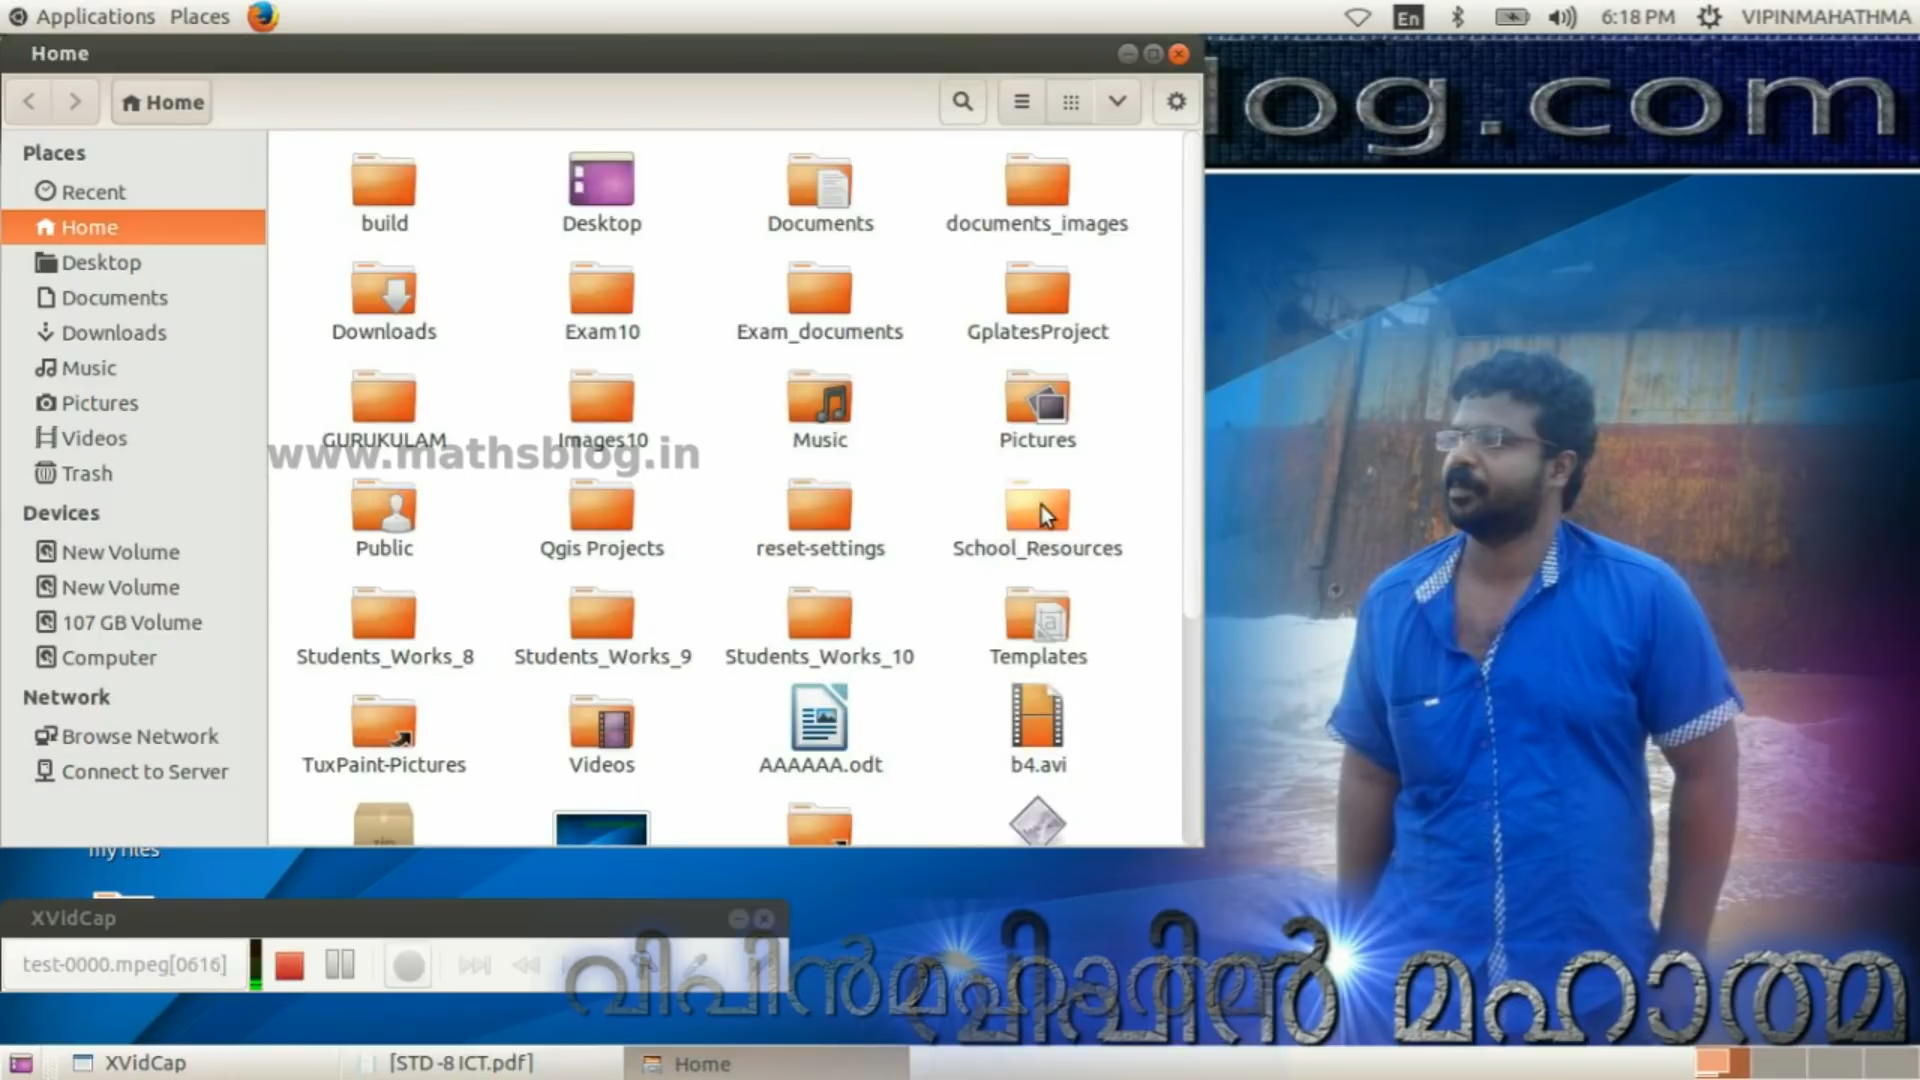 Applications Places En 6:18 PM VIPINMAHATHMA
Home
Home
log.com
Places
Recent
Home
Desktop
Documents
Downloads
Music
Pictures
Videos
Trash
Devices
New Volume
New Volume
107 GB Volume
Computer
Network
Browse Network
Connect to Server
build Desktop Documents documents_images
Downloads Exam10 Exam_documents GplatesProject
GURUKULAM Images10 Music Pictures
www.mathsblog.in
Public Qgis Projects reset-settings School_Resources
Students_Works_8 Students_Works_9 Students_Works_10 Templates
TuxPaint-Pictures Videos AAAAAA.odt b4.avi
my files
XVidCap
test-0000.mpeg[0616]
വിപിൻമഹാത്മ
വിപിൻ മഹാത്മ
XVidCap [STD -8 ICT.pdf] Home